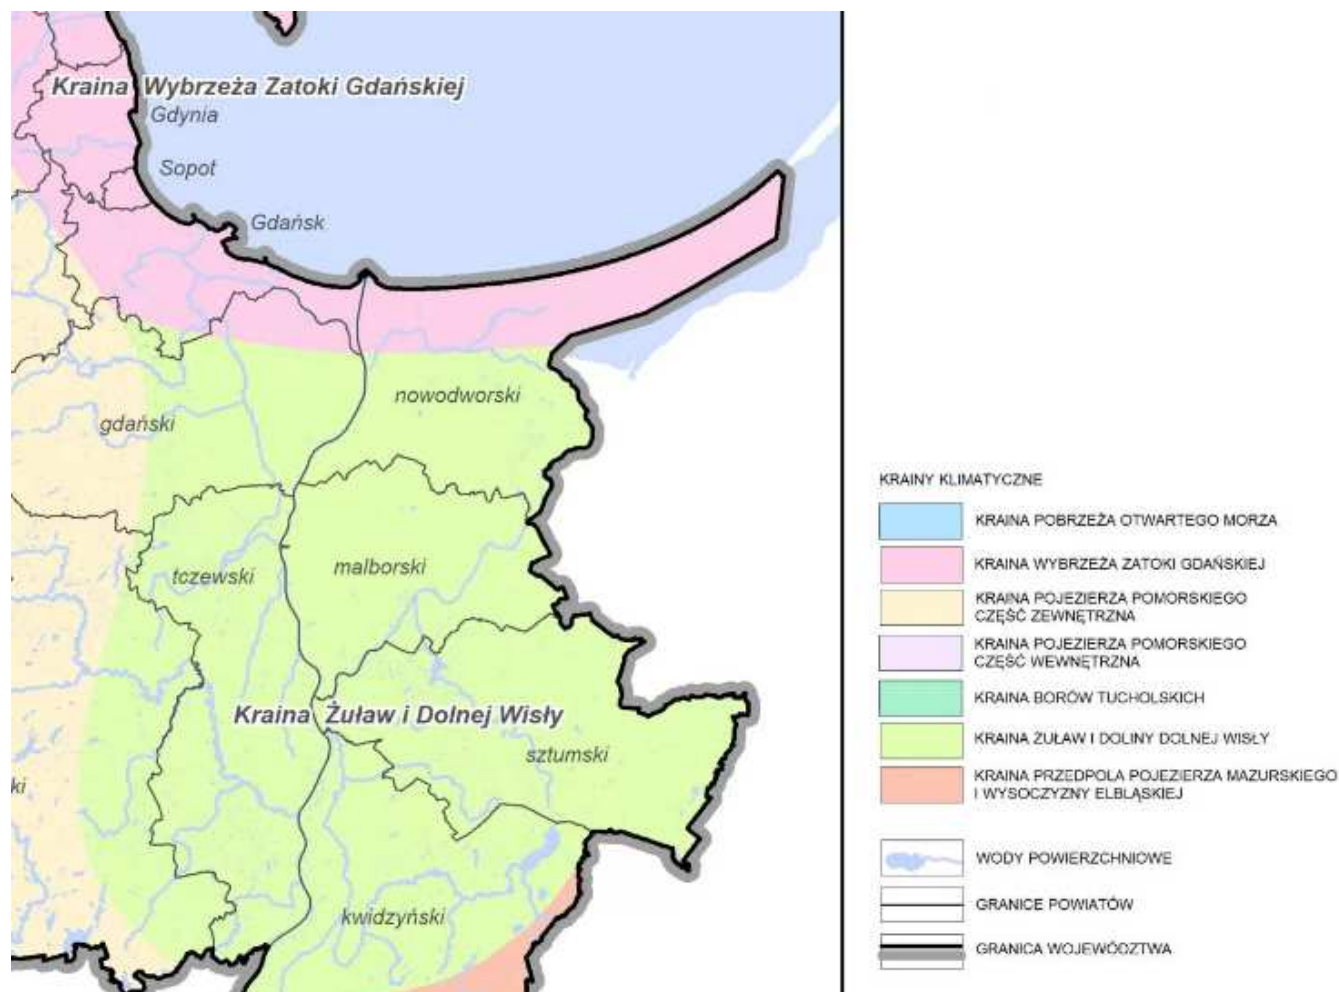 Kraina Wybrzeża Zatoki Gdańskiej
Gdynia
Sopot
Gdańsk
nowodworski
gdański
tczewski
malborski
Kraina Żuław i Dolnej Wisły
sztumski
ki
kwidzyński
KRAINY KLIMATYCZNE
KRAINA POBRZEŻA OTWARTEGO MORZA
KRAINA WYBRZEŻA ZATOKI GDAŃSKIEJ
KRAINA POJEZIERZA POMORSKIEGO
CZĘŚĆ ZEWNĘTRZNA
KRAINA POJEZIERZA POMORSKIEGO
CZĘŚĆ WEWNĘTRZNA
KRAINA BORÓW TUCHOLSKICH
KRAINA ŻUŁAW I DOLINY DOLNEJ WISŁY
KRAINA PRZEDPOLA POJEZIERZA MAZURSKIEGO
I WYSOCZYZNY ELBLĄSKIEJ
WODY POWIERZCHNIOWE
GRANICE POWIATÓW
GRANICA WOJEWÓDZTWA